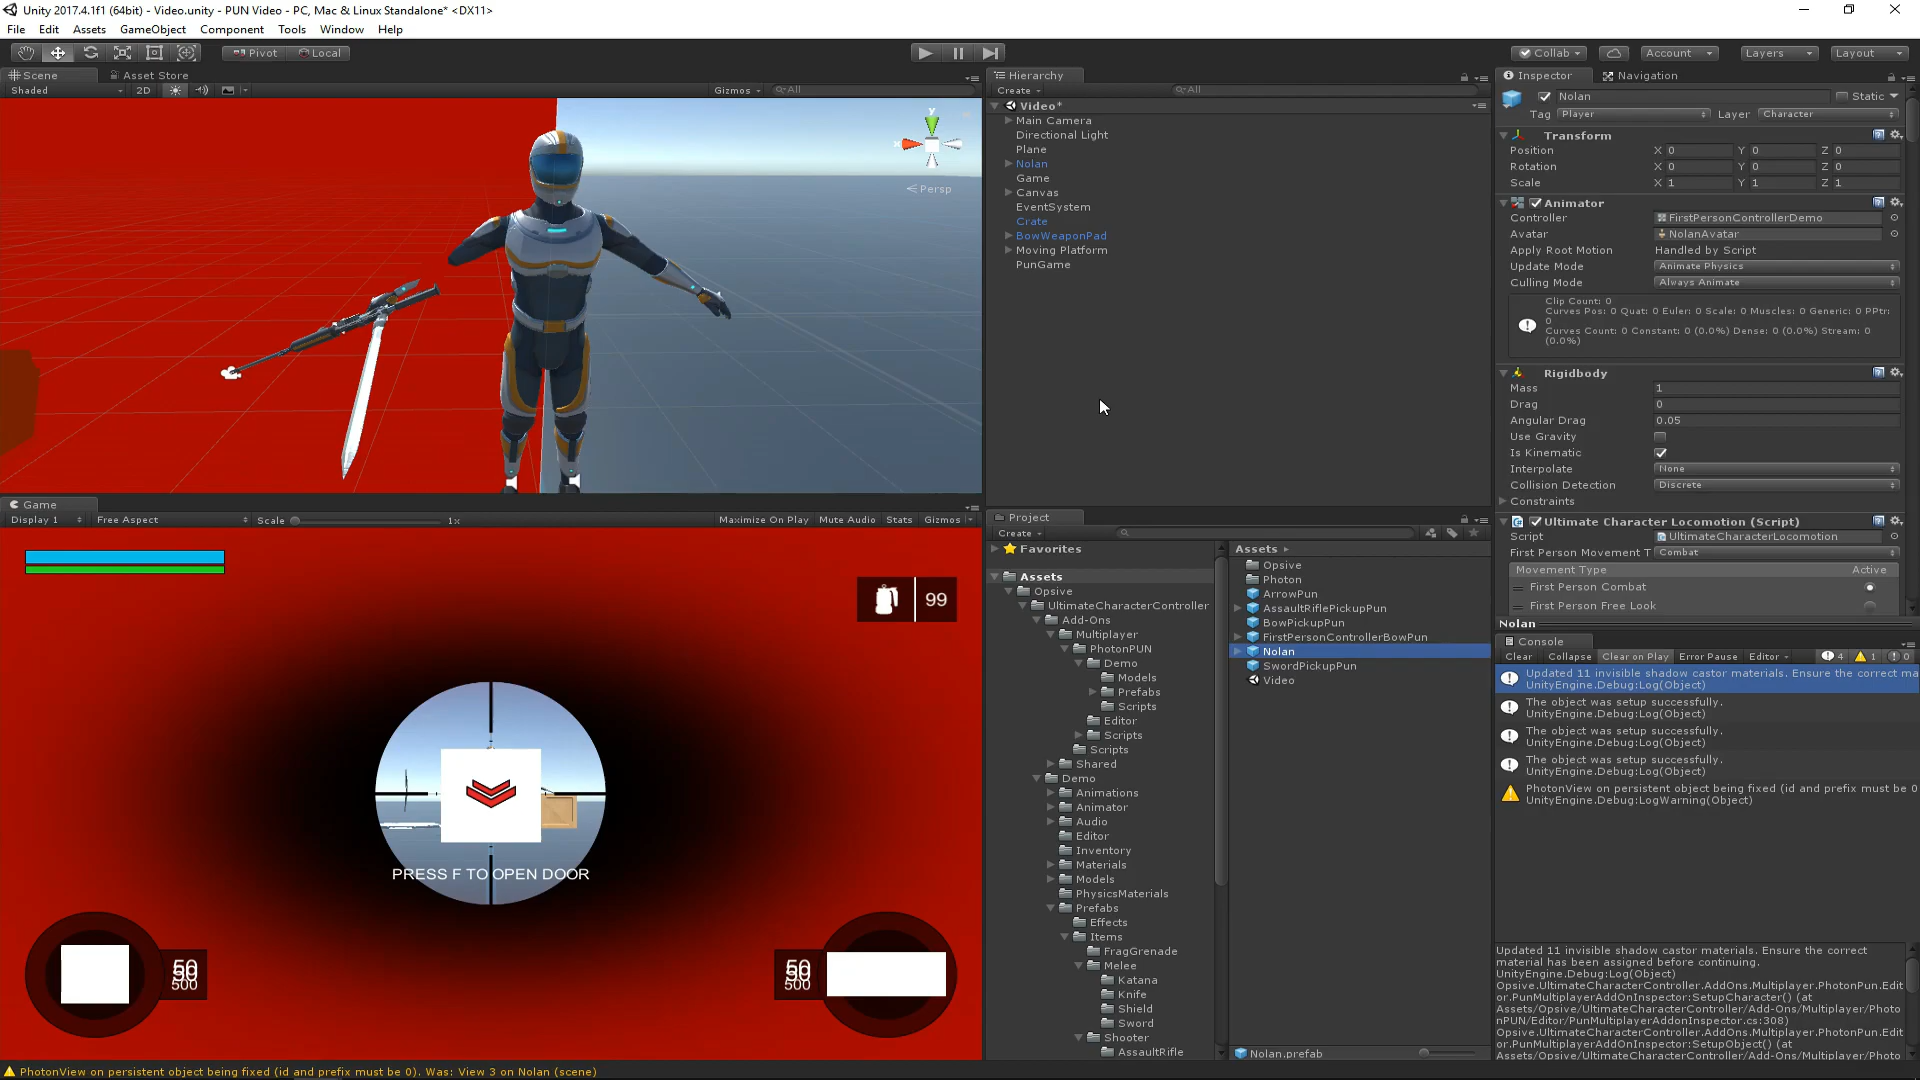 Unity 2017.4.1f1 (64bit) - Video.unity - PUN Video - PC, Mac & Linux Standalone* <DX11>
File Edit Assets GameObject Component Tools Window Help
Pivot Local
Collab Account Layers Layout
Scene Asset Store
Shaded 2D Gizmos All
y
x
Persp
Game
Display 1 Free Aspect Scale 1x Maximize On Play Mute Audio Stats Gizmos
99
PRESS F TO OPEN DOOR
50
500
50
500
Hierarchy
Create All
Video*
Main Camera
Directional Light
Plane
Nolan
Game
Canvas
EventSystem
Crate
BowWeaponPad
Moving Platform
PunGame
Project
Create
Favorites
Assets
Opsive
UltimateCharacterController
Add-Ons
Multiplayer
PhotonPUN
Demo
Models
Prefabs
Scripts
Editor
Scripts
Scripts
Shared
Demo
Animations
Animator
Audio
Editor
Inventory
Materials
Models
PhysicsMaterials
Prefabs
Effects
Items
FragGrenade
Melee
Katana
Knife
Shield
Sword
Shooter
AssaultRifle
Assets
Opsive
Photon
ArrowPun
AssaultRiflePickupPun
BowPickupPun
FirstPersonControllerBowPun
Nolan
SwordPickupPun
Video
Nolan.prefab
Inspector Navigation
Nolan Static
Tag Player Layer Character
Transform
Position X 0 Y 0 Z 0
Rotation X 0 Y 0 Z 0
Scale X 1 Y 1 Z 1
Animator
Controller FirstPersonControllerDemo
Avatar NolanAvatar
Apply Root Motion Handled by Script
Update Mode Animate Physics
Culling Mode Always Animate
Clip Count: 0
Curves Pos: 0 Quat: 0 Euler: 0 Scale: 0 Muscles: 0 Generic: 0 PPtr:
0
Curves Count: 0 Constant: 0 (0.0%) Dense: 0 (0.0%) Stream: 0
(0.0%)
Rigidbody
Mass 1
Drag 0
Angular Drag 0.05
Use Gravity
Is Kinematic
Interpolate None
Collision Detection Discrete
Constraints
Ultimate Character Locomotion (Script)
Script UltimateCharacterLocomotion
First Person Movement T Combat
Movement Type Active
First Person Combat
First Person Free Look
Nolan
Console
Clear Collapse Clear on Play Error Pause Editor 4 1 0
Updated 11 invisible shadow castor materials. Ensure the correct ma
UnityEngine.Debug:Log(Object)
The object was setup successfully.
UnityEngine.Debug:Log(Object)
The object was setup successfully.
UnityEngine.Debug:Log(Object)
The object was setup successfully.
UnityEngine.Debug:Log(Object)
PhotonView on persistent object being fixed (id and prefix must be 0
UnityEngine.Debug:LogWarning(Object)
Updated 11 invisible shadow castor materials. Ensure the correct
material has been assigned before continuing.
UnityEngine.Debug:Log(Object)
Opsive.UltimateCharacterController.AddOns.Multiplayer.PhotonPun.Edit
or.PunMultiplayerAddOnInspector:SetupCharacter() (at
Assets/Opsive/UltimateCharacterController/Add-Ons/Multiplayer/Photo
nPUN/Editor/PunMultiplayerAddonInspector.cs:308)
Opsive.UltimateCharacterController.AddOns.Multiplayer.PhotonPun.Edit
or.PunMultiplayerAddOnInspector:SetupObject() (at
Assets/Opsive/UltimateCharacterController/Add-Ons/Multiplayer/Photo
PhotonView on persistent object being fixed (id and prefix must be 0). Was: View 3 on Nolan (scene)